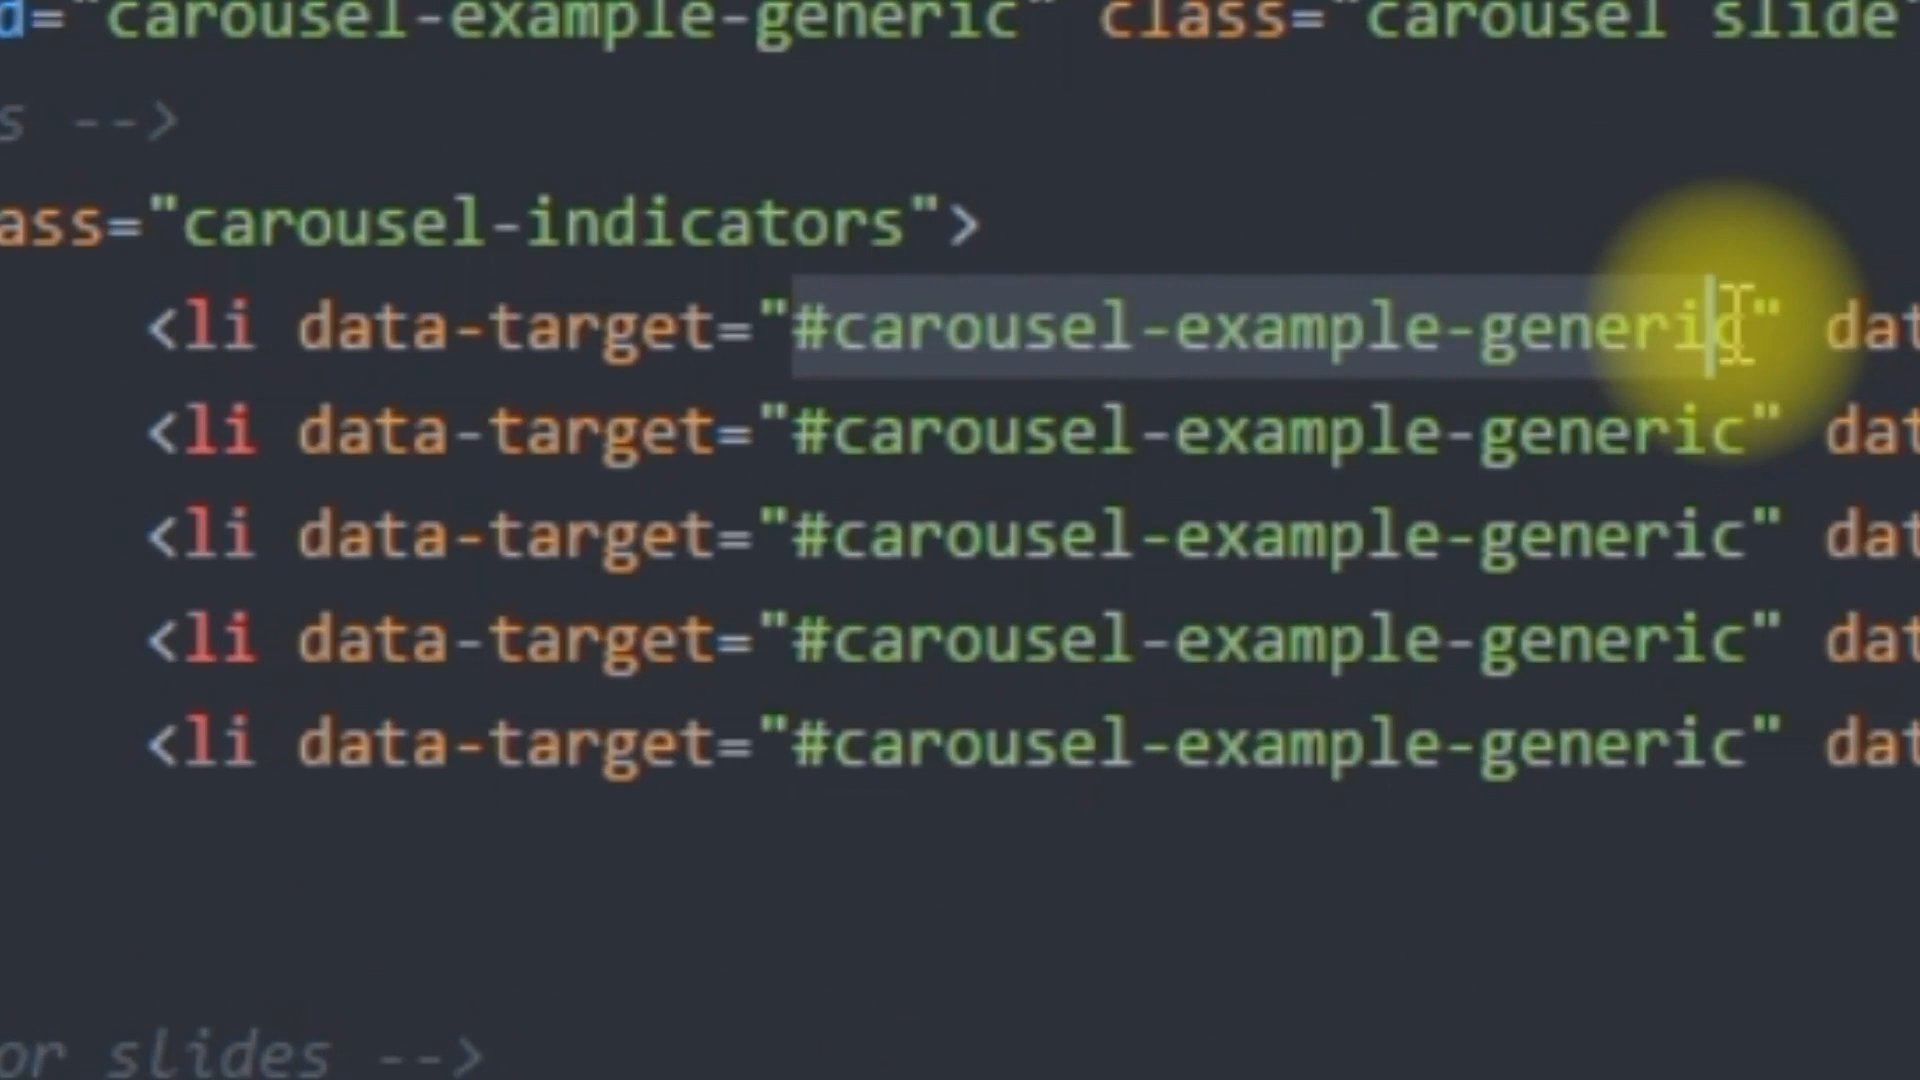 d="carousel-example-generic" class="carousel slide"
s -->
ass="carousel-indicators">
<li data-target="#carousel-example-generic" dat
<li data-target="#carousel-example-generic" dat
<li data-target="#carousel-example-generic" dat
<li data-target="#carousel-example-generic" dat
<li data-target="#carousel-example-generic" dat
or slides -->